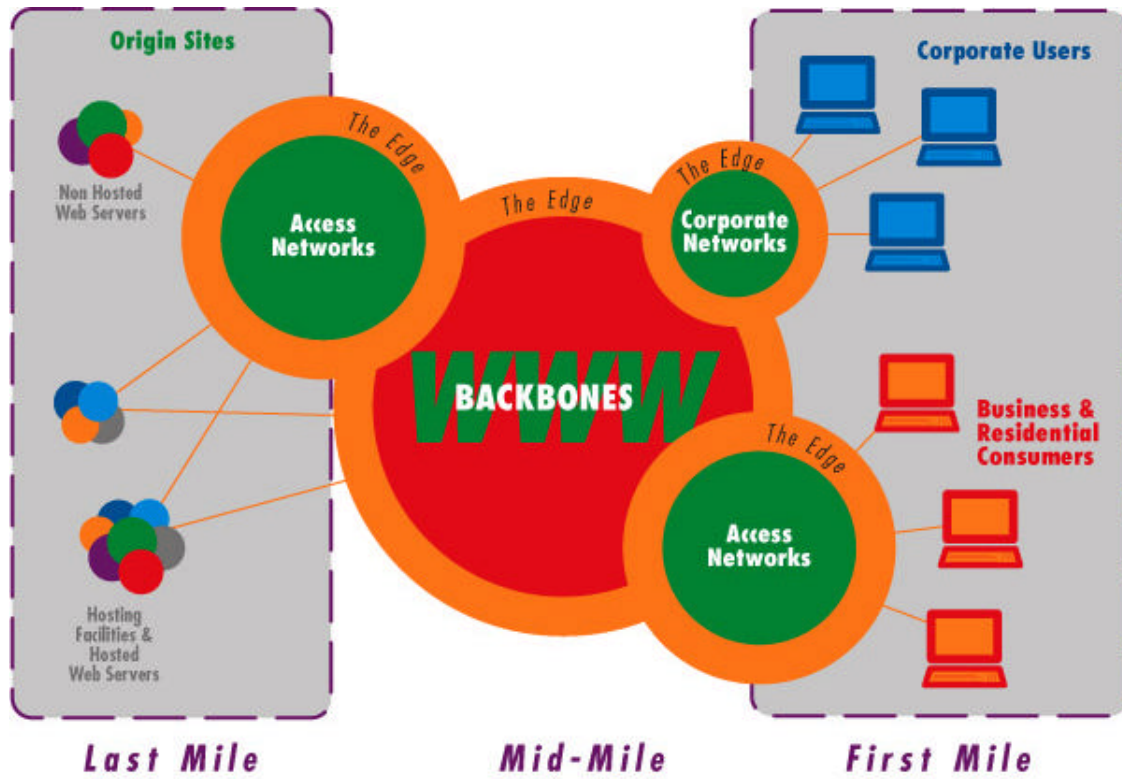 Origin Sites
Non Hosted
Web Servers
Hosting
Facilities &
Hosted
Web Servers
The Edge
Access
Networks
The Edge
WWW
BACKBONES
The Edge
Corporate
Networks
The Edge
Access
Networks
Corporate Users
Business &
Residential
Consumers
Last Mile
Mid-Mile
First Mile